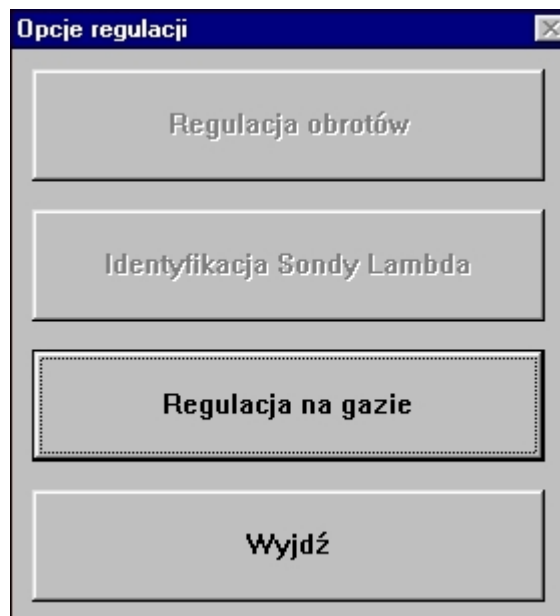 Opcje regulacji
Regulacja obrotów
Identyfikacja Sondy Lambda
Regulacja na gazie
Wyjdź